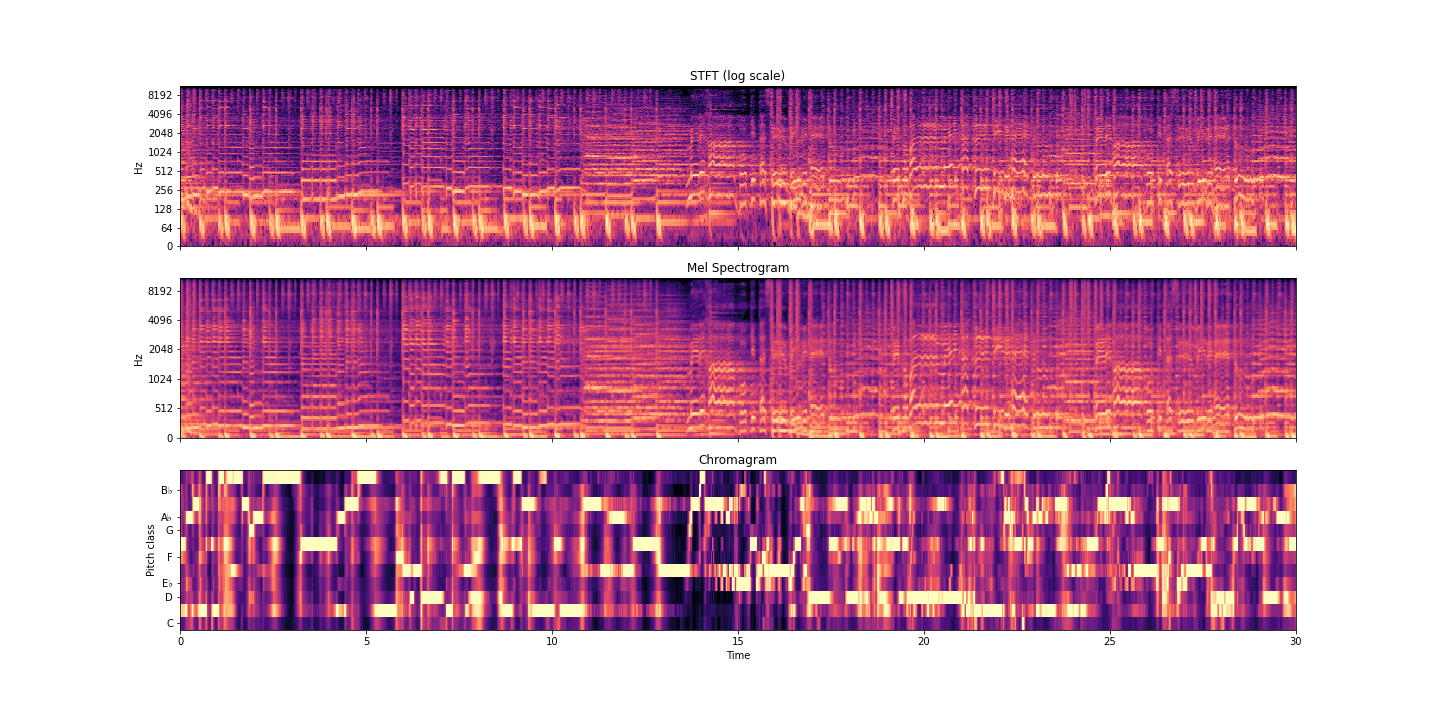 STFT (log scale)
8192
4096
2048
1024
512
256
128
64
0
Hz
Mel Spectrogram
8192
4096
2048
1024
512
0
Hz
Chromagram
B♭
A♭
G
F
E♭
D
C
Pitch class
0 5 10 15 20 25 30
Time